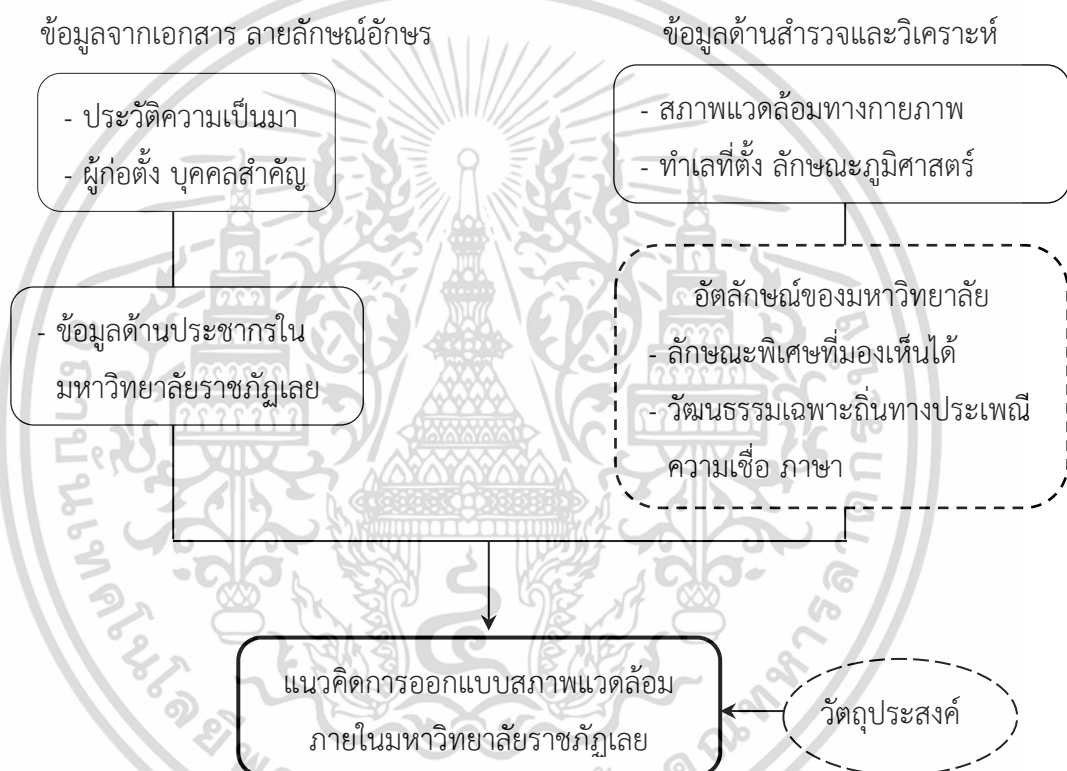 ข้อมูลจากเอกสาร ลายลักษณ์อักษร
- ประวัติความเป็นมา
- ผู้ก่อตั้ง บุคคลสำคัญ
- ข้อมูลด้านประชากรใน
มหาวิทยาลัยราชภัฏเลย
ข้อมูลด้านสำรวจและวิเคราะห์
- สภาพแวดล้อมทางกายภาพ
- ทำเลที่ตั้ง ลักษณะภูมิศาสตร์
อัตลักษณ์ของมหาวิทยาลัย
- ลักษณะพิเศษที่มองเห็นได้
- วัฒนธรรมเฉพาะถิ่นทางประเพณี
ความเชื่อ ภาษา
แนวคิดการออกแบบสภาพแวดล้อม
ภายในมหาวิทยาลัยราชภัฏเลย
วัตถุประสงค์